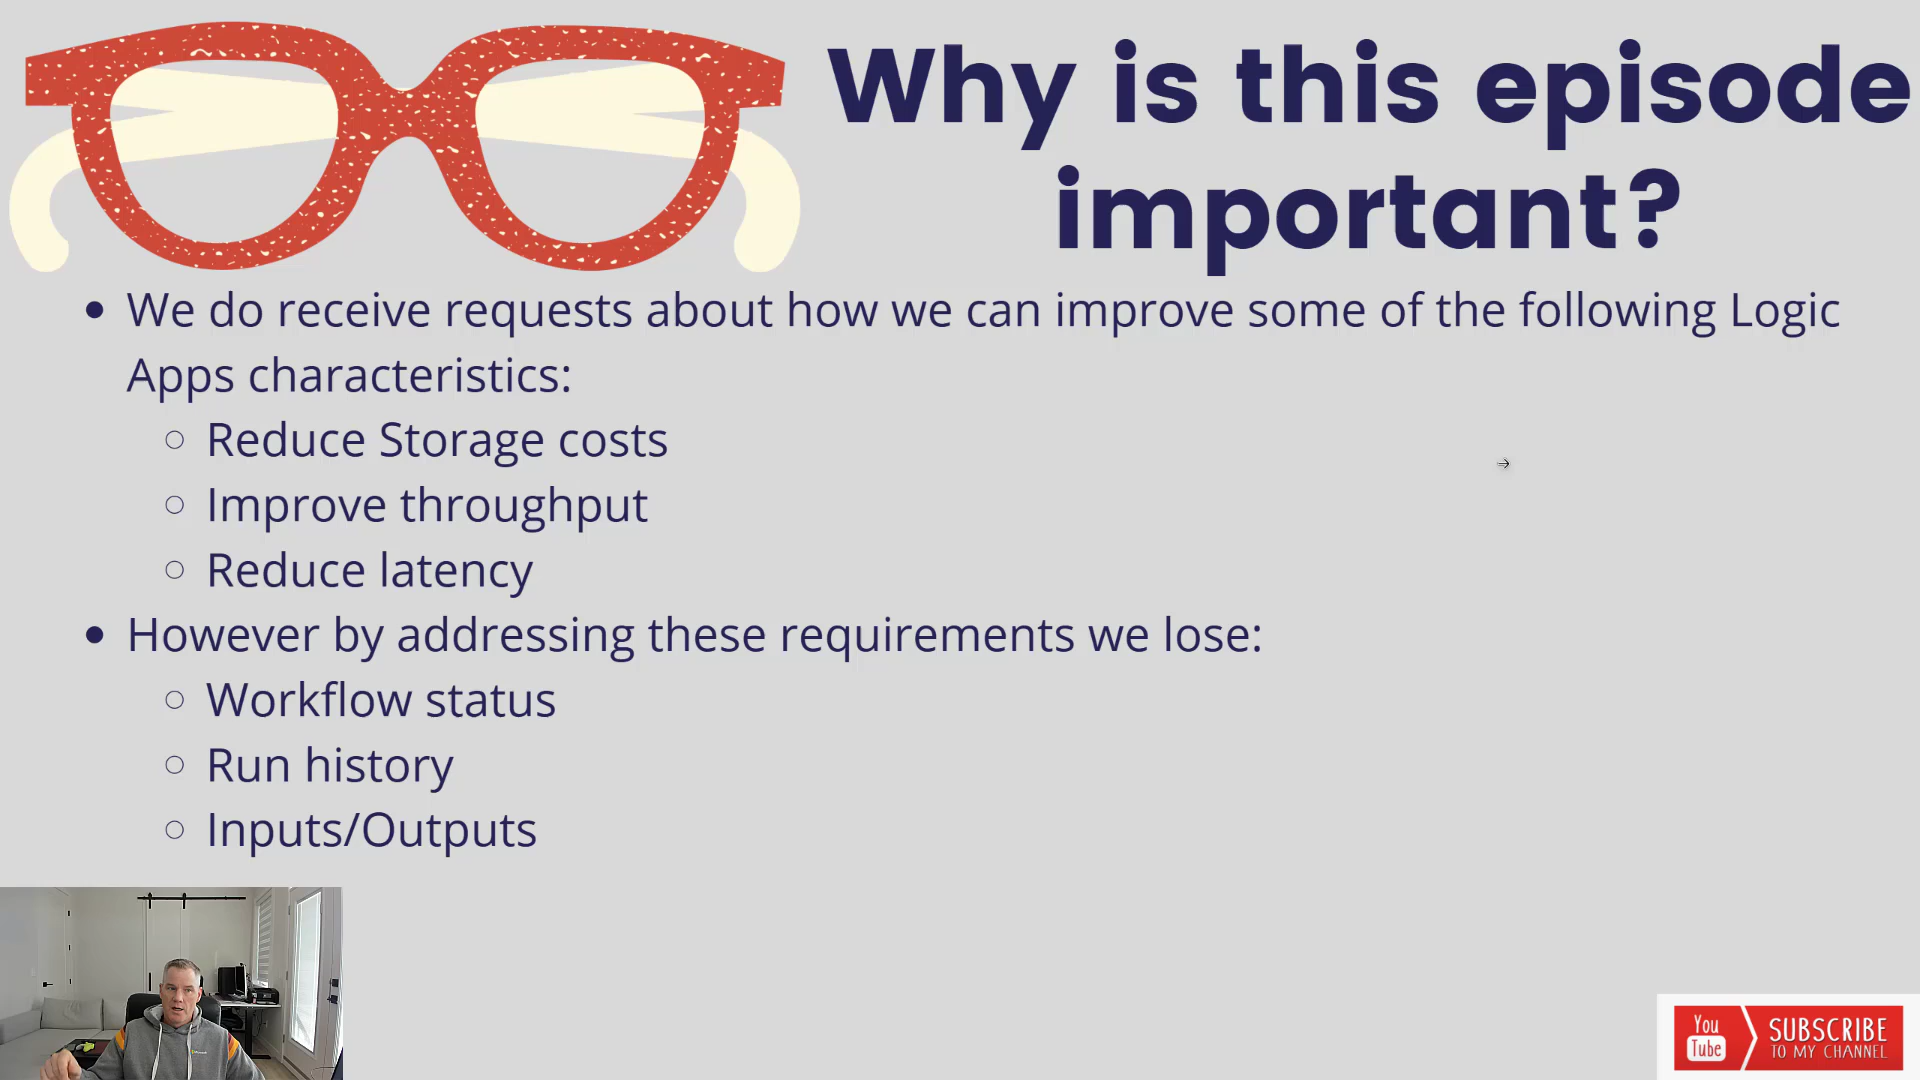 Why is this episode
important?
• We do receive requests about how we can improve some of the following Logic
Apps characteristics:
○ Reduce Storage costs
○ Improve throughput
○ Reduce latency
• However by addressing these requirements we lose:
○ Workflow status
○ Run history
○ Inputs/Outputs
You
Tube
SUBSCRIBE
TO MY CHANNEL